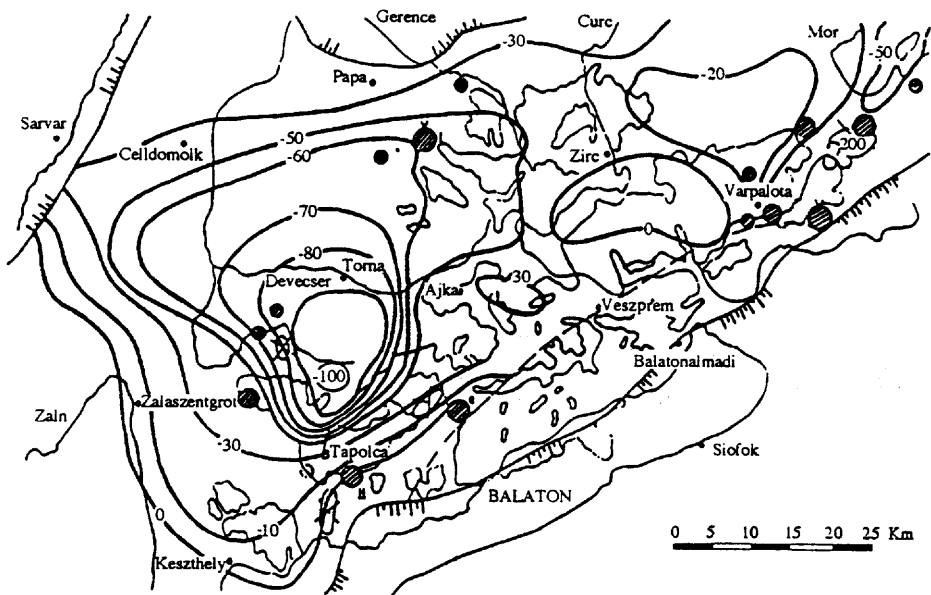 Gerence
Curc
Mor
-30
-50
-20
Papa
Sarvar
-50
Celldomolk
-60
Zirc
200
Varpalota
-70
0
-80
Torna
Devecser
Ajka
30
Veszprem
Balatonalmadi
-100
Zaln
Zalaszentgrot
-30
Tapolca
Siofok
BALATON
0
-10
Keszthely
0 5 10 15 20 25 Km